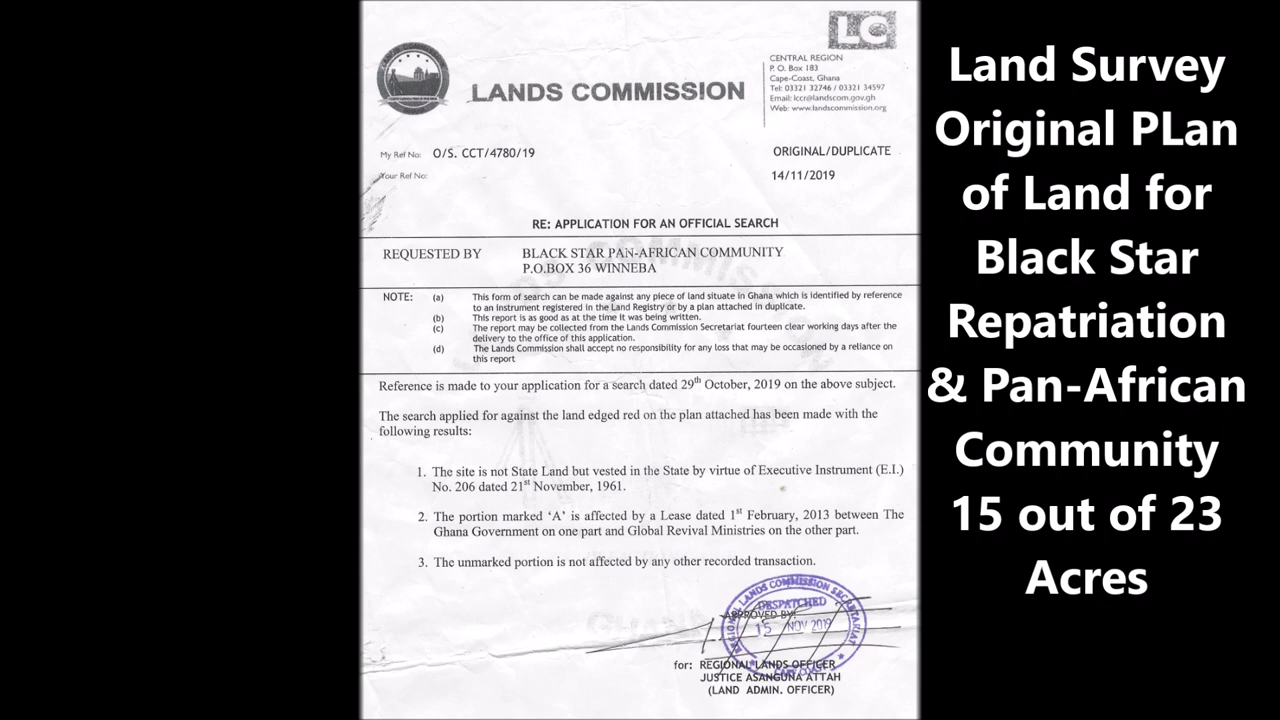 LC
CENTRAL REGION
P. O. Box 183
Cape-Coast, Ghana
Tel: 03321 32746 / 03321 34597
Email: lccr@landscom.gov.gh
Web: www.landscommission.org
LANDS COMMISSION
My Ref No: O/S. CCT/4780/19
ORIGINAL/DUPLICATE
Your Ref No:
14/11/2019
RE: APPLICATION FOR AN OFFICIAL SEARCH
REQUESTED BY BLACK STAR PAN-AFRICAN COMMUNITY
P.O.BOX 36 WINNEBA
NOTE: (a) This form of search can be made against any piece of land situate in Ghana which is identified by reference
to an instrument registered in the Land Registry or by a plan attached in duplicate.
(b) This report is as good as at the time it was being written.
(c) The report may be collected from the Lands Commission Secretariat fourteen clear working days after the
delivery to the office of this application.
(d) The Lands Commission shall accept no responsibility for any loss that may be occasioned by a reliance on
this report
Reference is made to your application for a search dated 29th October, 2019 on the above subject.
The search applied for against the land edged red on the plan attached has been made with the
following results:
1. The site is not State Land but vested in the State by virtue of Executive Instrument (E.I.)
No. 206 dated 21st November, 1961.
2. The portion marked ‘A’ is affected by a Lease dated 1st February, 2013 between The
Ghana Government on one part and Global Revival Ministries on the other part.
3. The unmarked portion is not affected by any other recorded transaction.
REGIONAL LANDS COMMISSION SECRETARIAT
DESPATCHED
APPROVED BY:
15 NOV 2019
for: REGIONAL LANDS OFFICER
JUSTICE ASANGUNA ATTAH
(LAND ADMIN. OFFICER)
Land Survey
Original PLan
of Land for
Black Star
Repatriation
& Pan-African
Community
15 out of 23
Acres